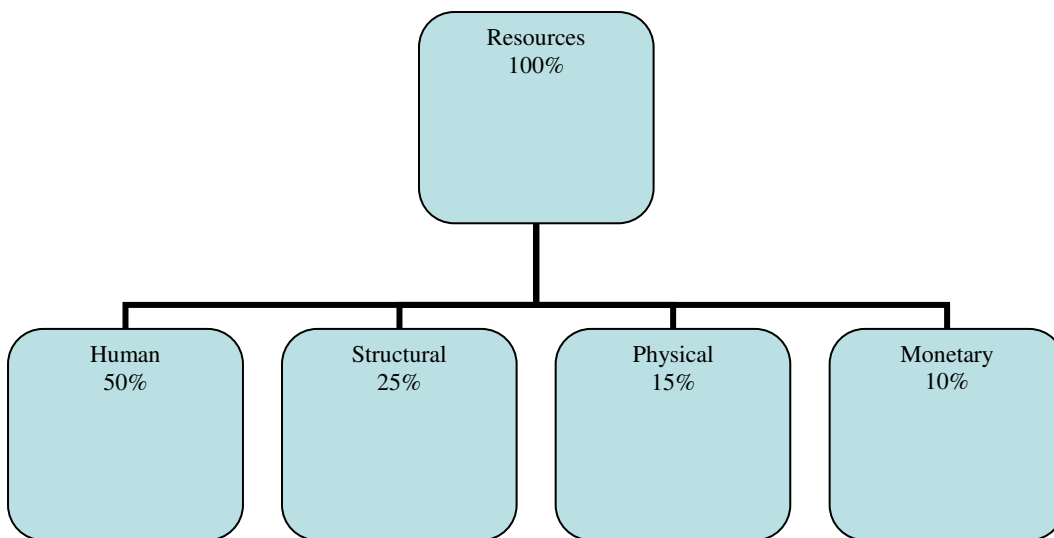 Resources
100%
Human
50%
Structural
25%
Physical
15%
Monetary
10%